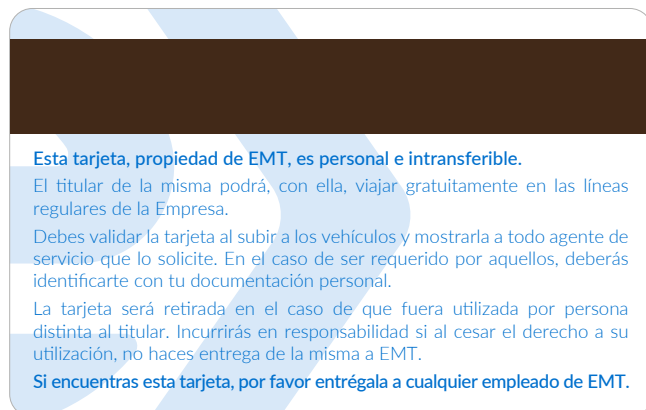 Esta tarjeta, propiedad de EMT, es personal e intransferible.
El titular de la misma podrá, con ella, viajar gratuitamente en las líneas
regulares de la Empresa.
Debes validar la tarjeta al subir a los vehículos y mostrarla a todo agente de
servicio que lo solicite. En el caso de ser requerido por aquellos, deberás
identificarte con tu documentación personal.
La tarjeta será retirada en el caso de que fuera utilizada por persona
distinta al titular. Incurrirás en responsabilidad si al cesar el derecho a su
utilización, no haces entrega de la misma a EMT.
Si encuentras esta tarjeta, por favor entrégala a cualquier empleado de EMT.